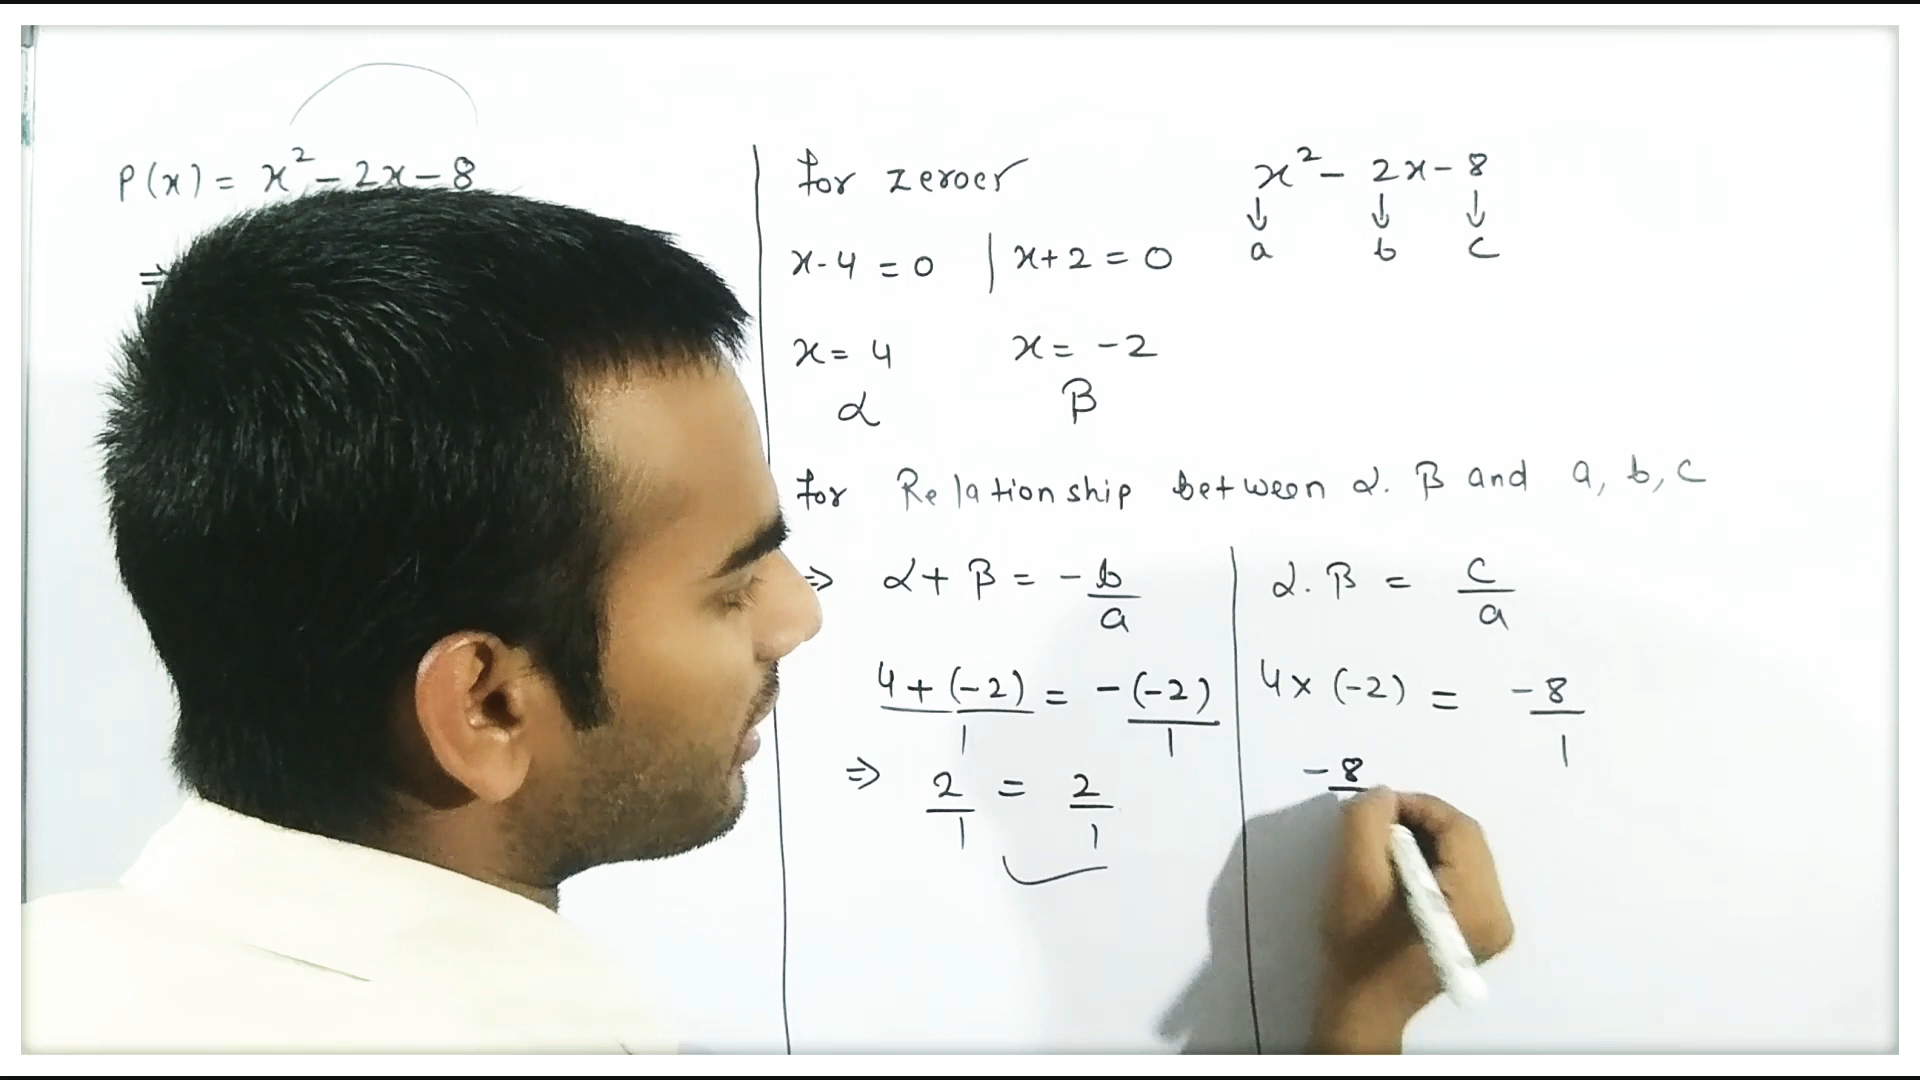 P(x) = x² - 2x - 8
⇒
for zeroes
x² - 2x - 8
↓ ↓ ↓
a b c
x - 4 = 0 | x + 2 = 0
x = 4 x = -2
α β
for Relationship between α. β and a, b, c
⇒ α + β = -b/a
4 + (-2)/1 = -(-2)/1
⇒ 2/1 = 2/1
α. β = c/a
4 × (-2) = -8/1
-8